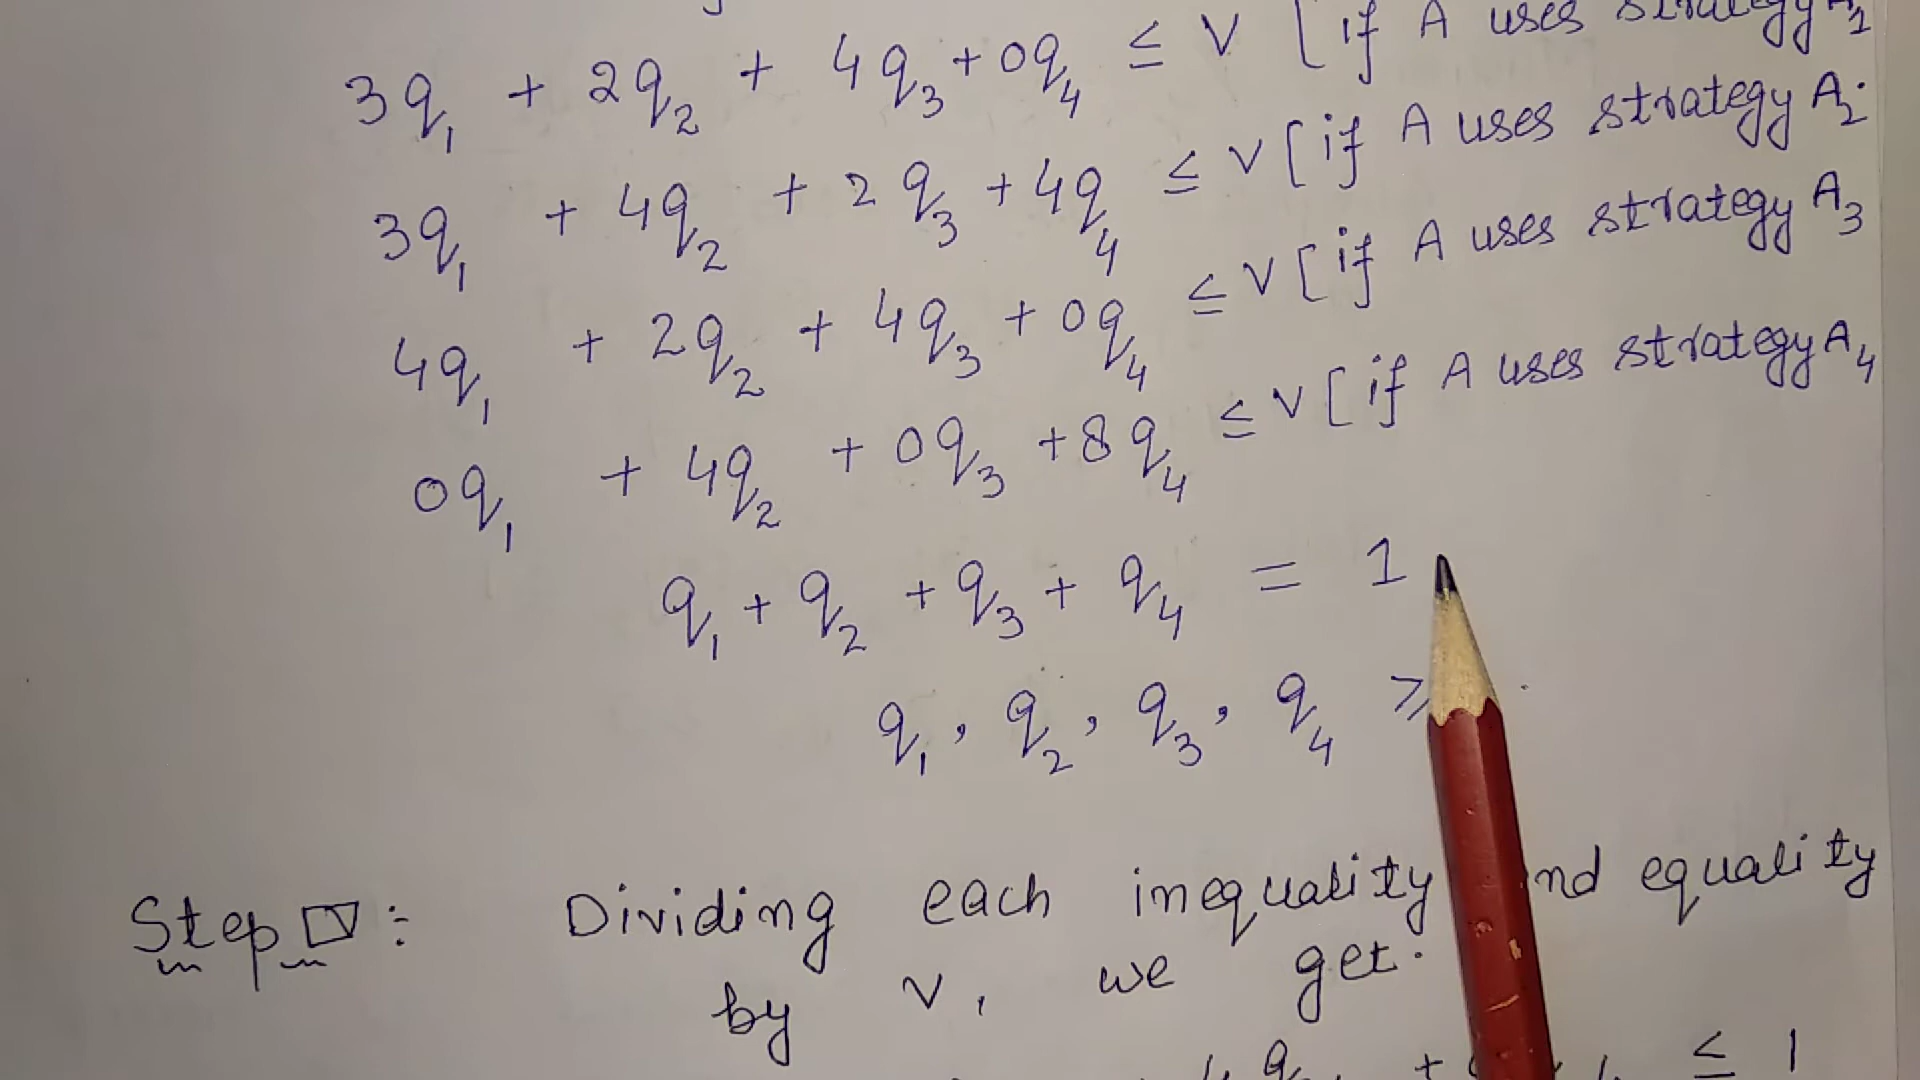 3q₁ + 2q₂ + 4q₃ + 0q₄ ≤ V [if A uses strategy A₁
3q₁ + 4q₂ + 2q₃ + 4q₄ ≤ V [if A uses strategy A₂.
4q₁ + 2q₂ + 4q₃ + 0q₄ ≤ V [if A uses strategy A₃
0q₁ + 4q₂ + 0q₃ + 8q₄ ≤ V [if A uses strategy A₄
q₁ + q₂ + q₃ + q₄ = 1
q₁, q₂, q₃, q₄ ≥
Step IV: Dividing each inequality and equality
by V, we get.
≤ 1